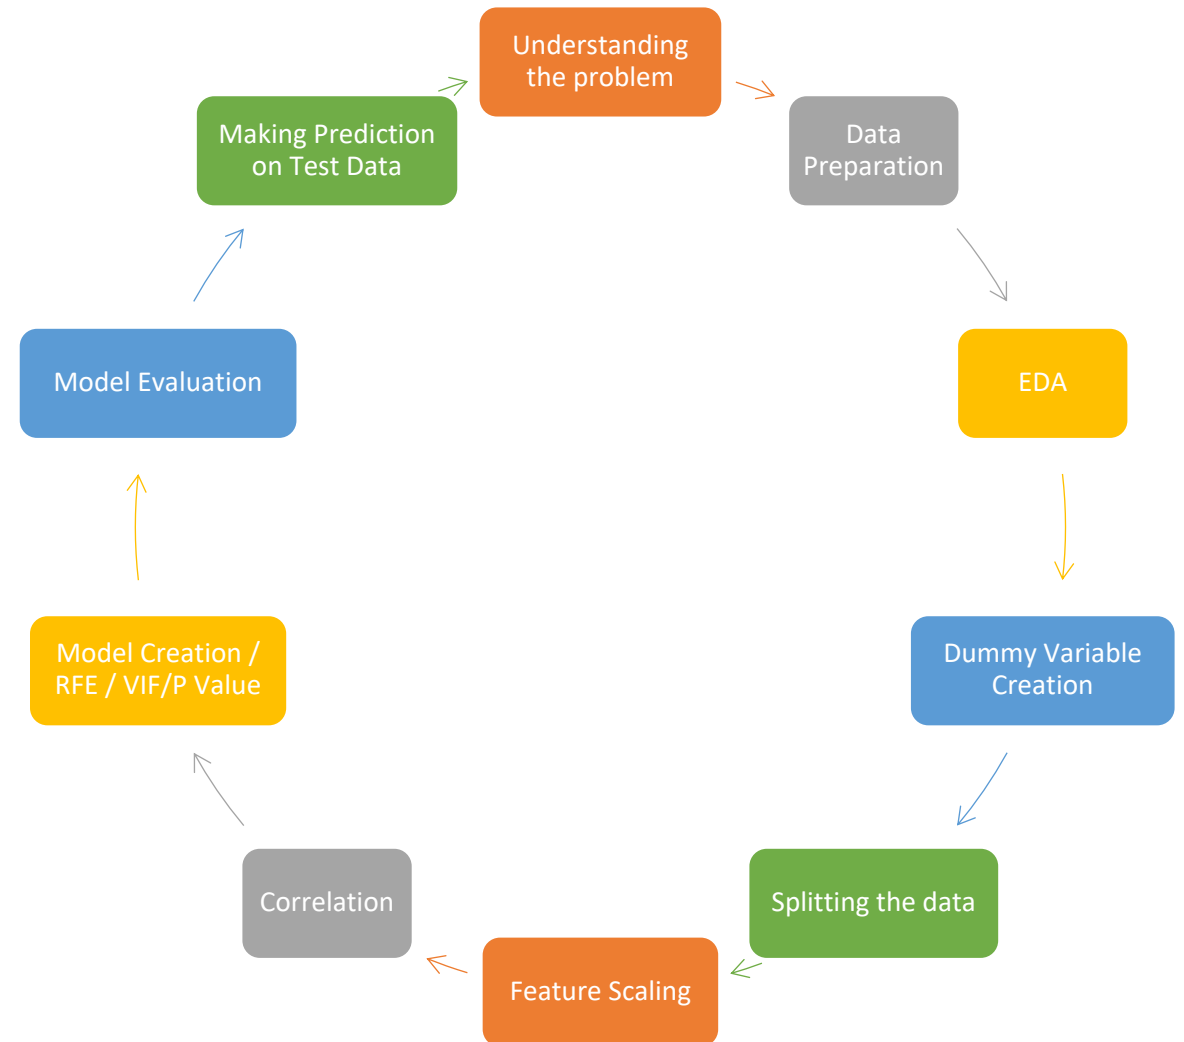 Understanding
the problem
Data
Preparation
EDA
Dummy Variable
Creation
Splitting the data
Feature Scaling
Correlation
Model Creation /
RFE / VIF/P Value
Model Evaluation
Making Prediction
on Test Data